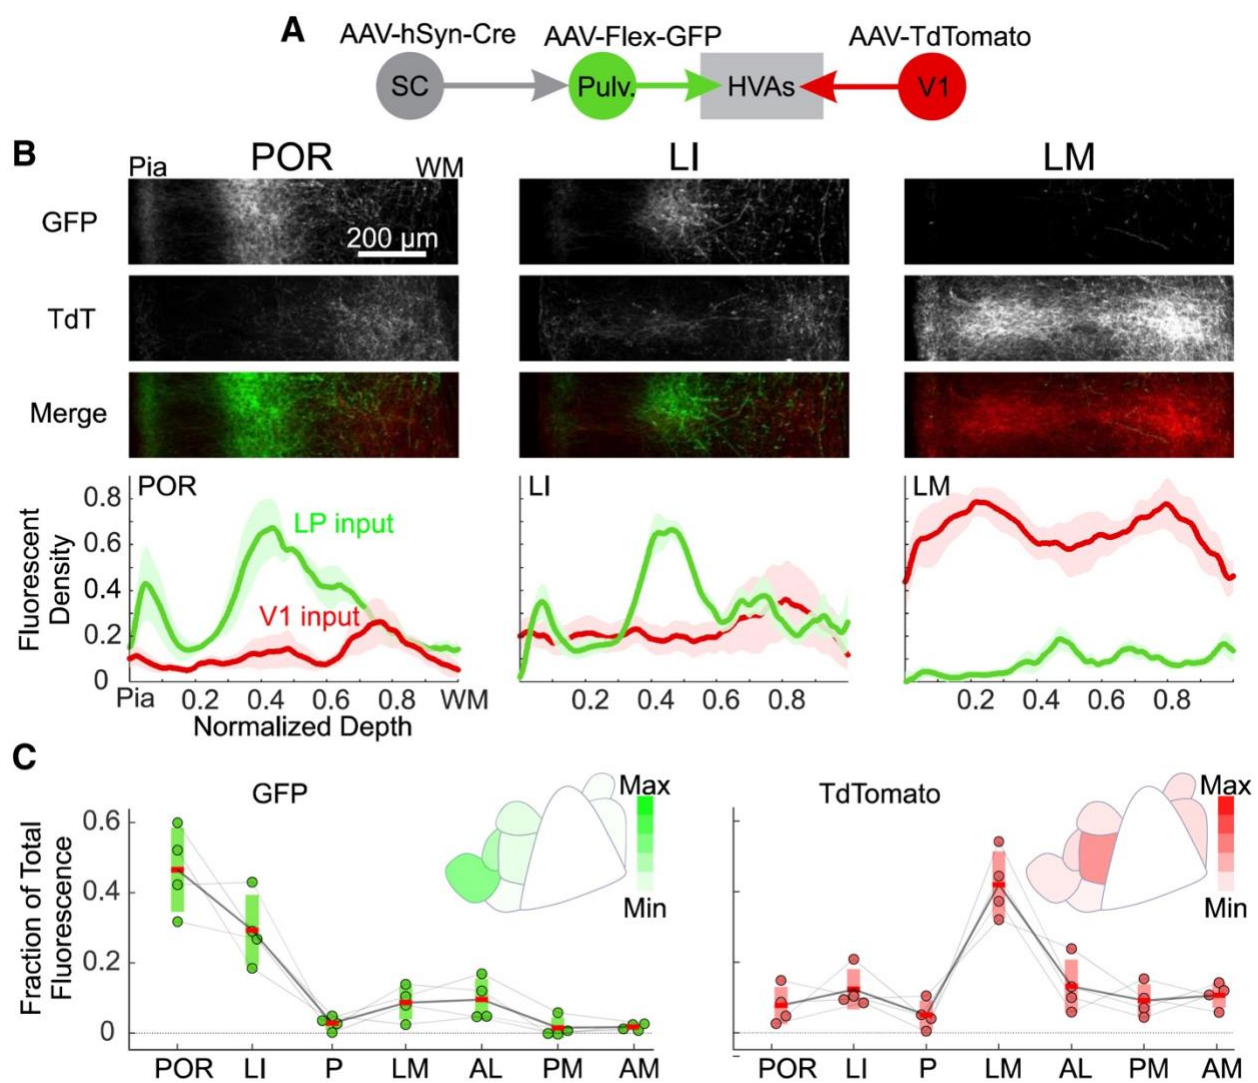 A
AAV-hSyn-Cre AAV-Flex-GFP AAV-TdTomato
SC Pulv. HVAs V1
B
Pia POR WM LI LM
GFP
200 μm
TdT
Merge
POR LI LM
Fluorescent
Density
0.8
0.6
0.4
0.2
0
LP input
V1 input
Pia 0.2 0.4 0.6 0.8 WM
0.2 0.4 0.6 0.8
0.2 0.4 0.6 0.8
Normalized Depth
C
GFP
Max
Min
TdTomato
Max
Min
Fraction of Total
Fluorescence
0.6
0.4
0.2
0
POR LI P LM AL PM AM
POR LI P LM AL PM AM